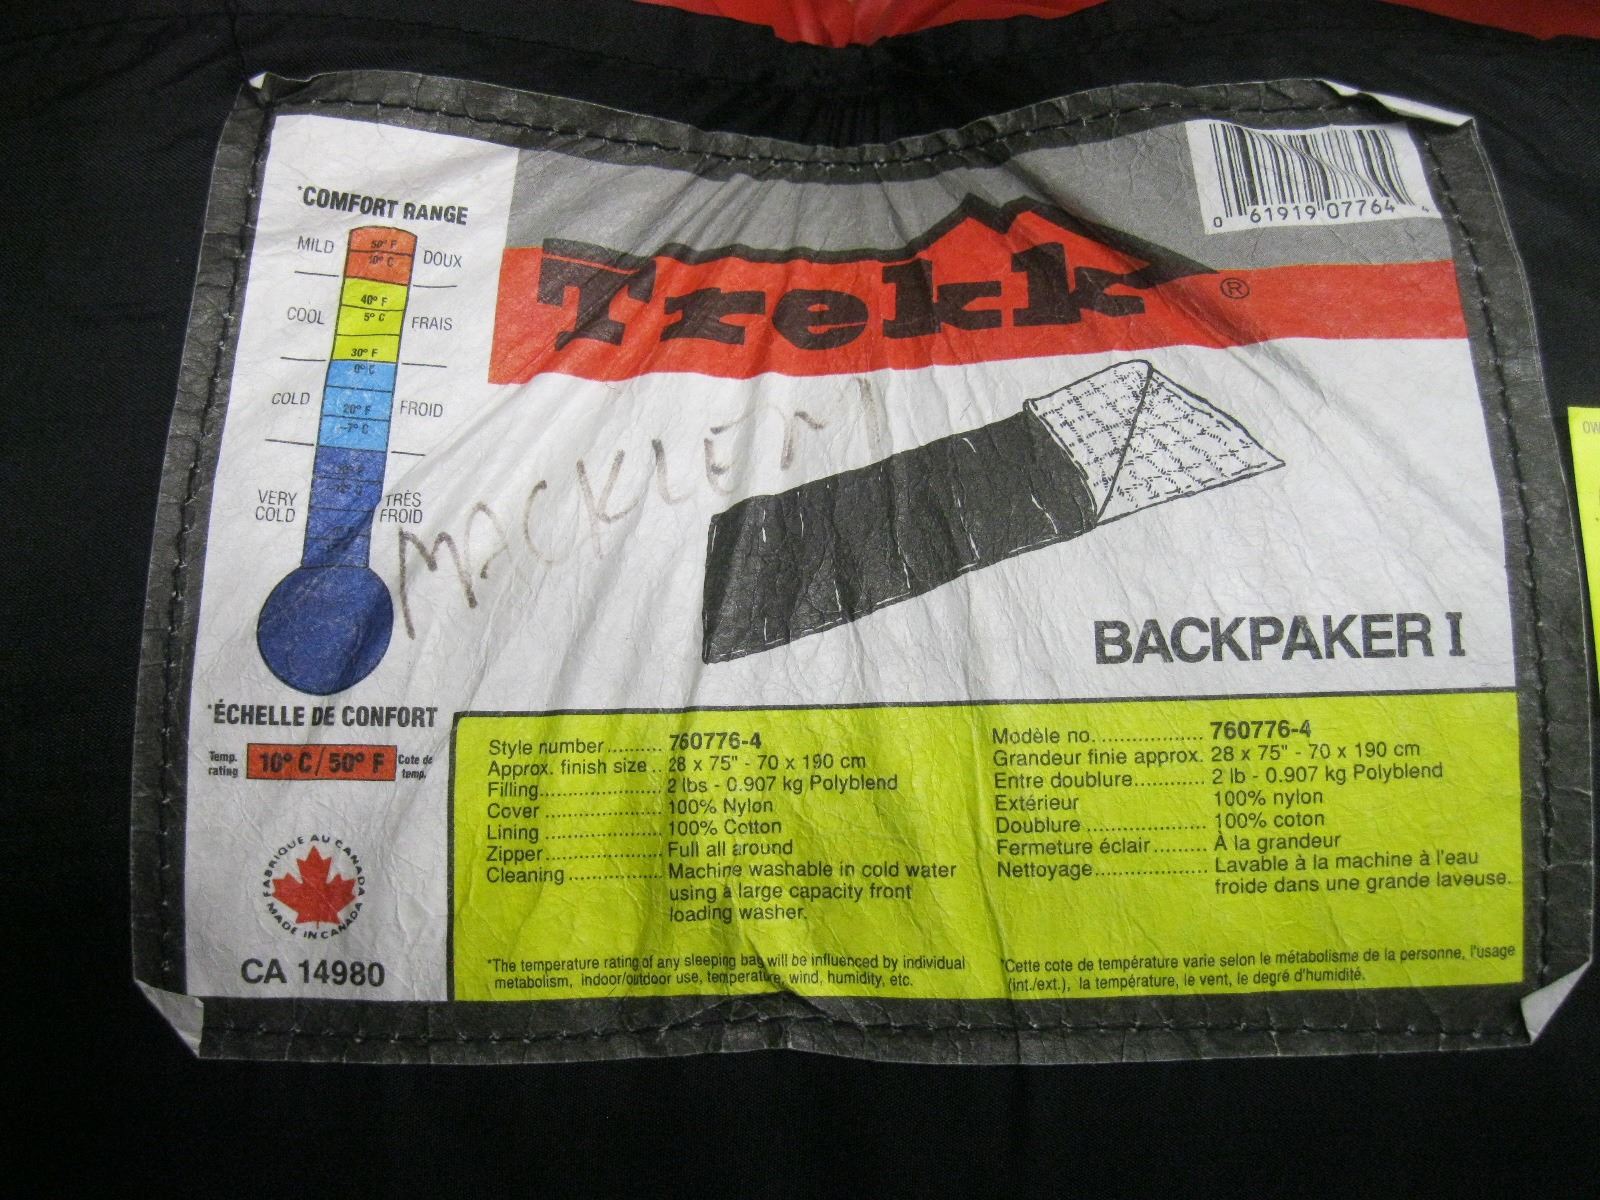 *COMFORT RANGE
MILD 50° F DOUX
10° C
40° F
COOL 5° C FRAIS
30° F
0° C
COLD 20° F FROID
-7° C
VERY COLD TRÈS FROID
*ÉCHELLE DE CONFORT
Temp. rating 10° C / 50° F Cote de temp.
FABRIQUÉ AU CANADA
MADE IN CANADA
CA 14980
0 61919 07764 4
Trekk ®
MACKLEM
BACKPAKER I
Style number .......... 760776-4
Approx. finish size .. 28 x 75" - 70 x 190 cm
Filling..................... 2 lbs - 0.907 kg Polyblend
Cover ..................... 100% Nylon
Lining ..................... 100% Cotton
Zipper..................... Full all around
Cleaning ................ Machine washable in cold water
using a large capacity front
loading washer.
*The temperature rating of any sleeping bag will be influenced by individual
metabolism, indoor/outdoor use, temperature, wind, humidity, etc.
Modèle no. ................. 760776-4
Grandeur finie approx. 28 x 75" - 70 x 190 cm
Entre doublure............ 2 lb - 0.907 kg Polyblend
Extérieur 100% nylon
Doublure .................... 100% coton
Fermeture éclair ......... À la grandeur
Nettoyage................... Lavable à la machine à l'eau
froide dans une grande laveuse.
*Cette cote de température varie selon le métabolisme de la personne, l'usage
(int./ext.), la température, le vent, le degré d'humidité.